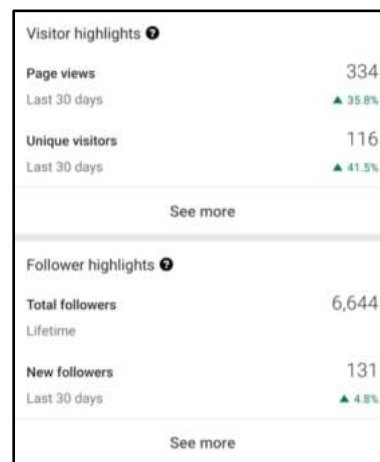 Visitor highlights
Page views 334
Last 30 days ▲ 35.8%
Unique visitors 116
Last 30 days ▲ 41.5%
See more
Follower highlights
Total followers 6,644
Lifetime
New followers 131
Last 30 days ▲ 4.8%
See more